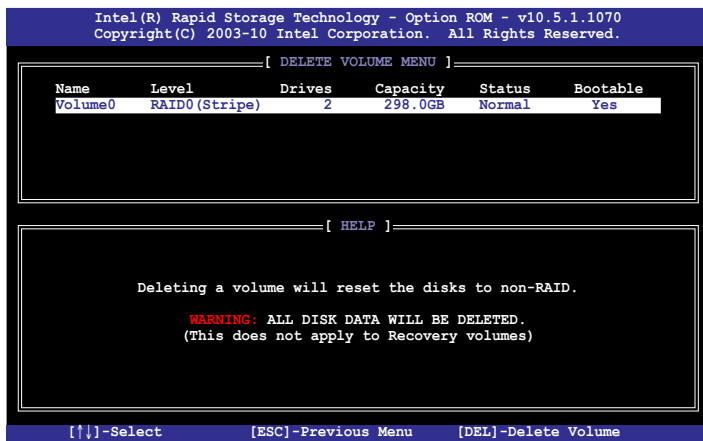 Intel(R) Rapid Storage Technology - Option ROM - v10.5.1.1070
Copyright(C) 2003-10 Intel Corporation. All Rights Reserved.
[ DELETE VOLUME MENU ]
Name Level Drives Capacity Status Bootable
Volume0 RAID0(Stripe) 2 298.0GB Normal Yes
[ HELP ]
Deleting a volume will reset the disks to non-RAID.
WARNING: ALL DISK DATA WILL BE DELETED.
(This does not apply to Recovery volumes)
[↑↓]-Select [ESC]-Previous Menu [DEL]-Delete Volume